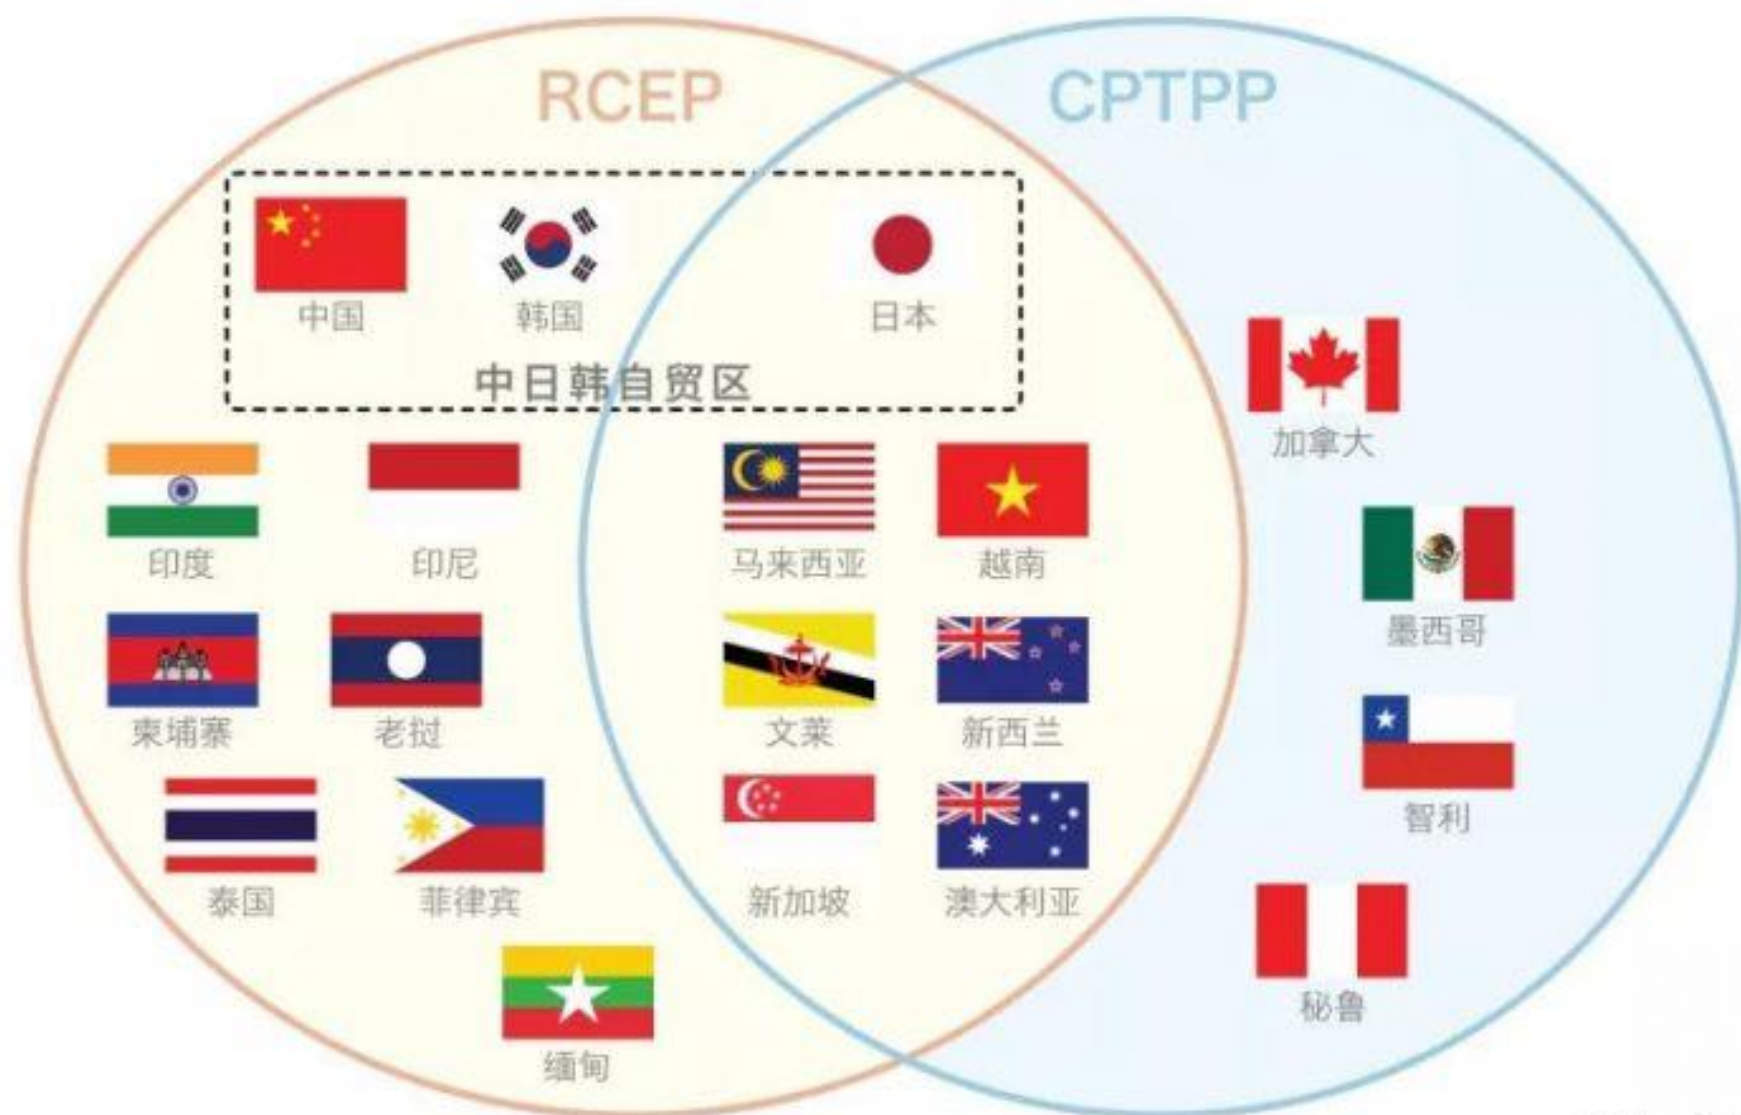 RCEP CPTPP
中国 韩国 日本
中日韩自贸区
加拿大
印度 印尼 马来西亚 越南
墨西哥
柬埔寨 老挝 文莱 新西兰
智利
泰国 菲律宾 新加坡 澳大利亚
秘鲁
缅甸